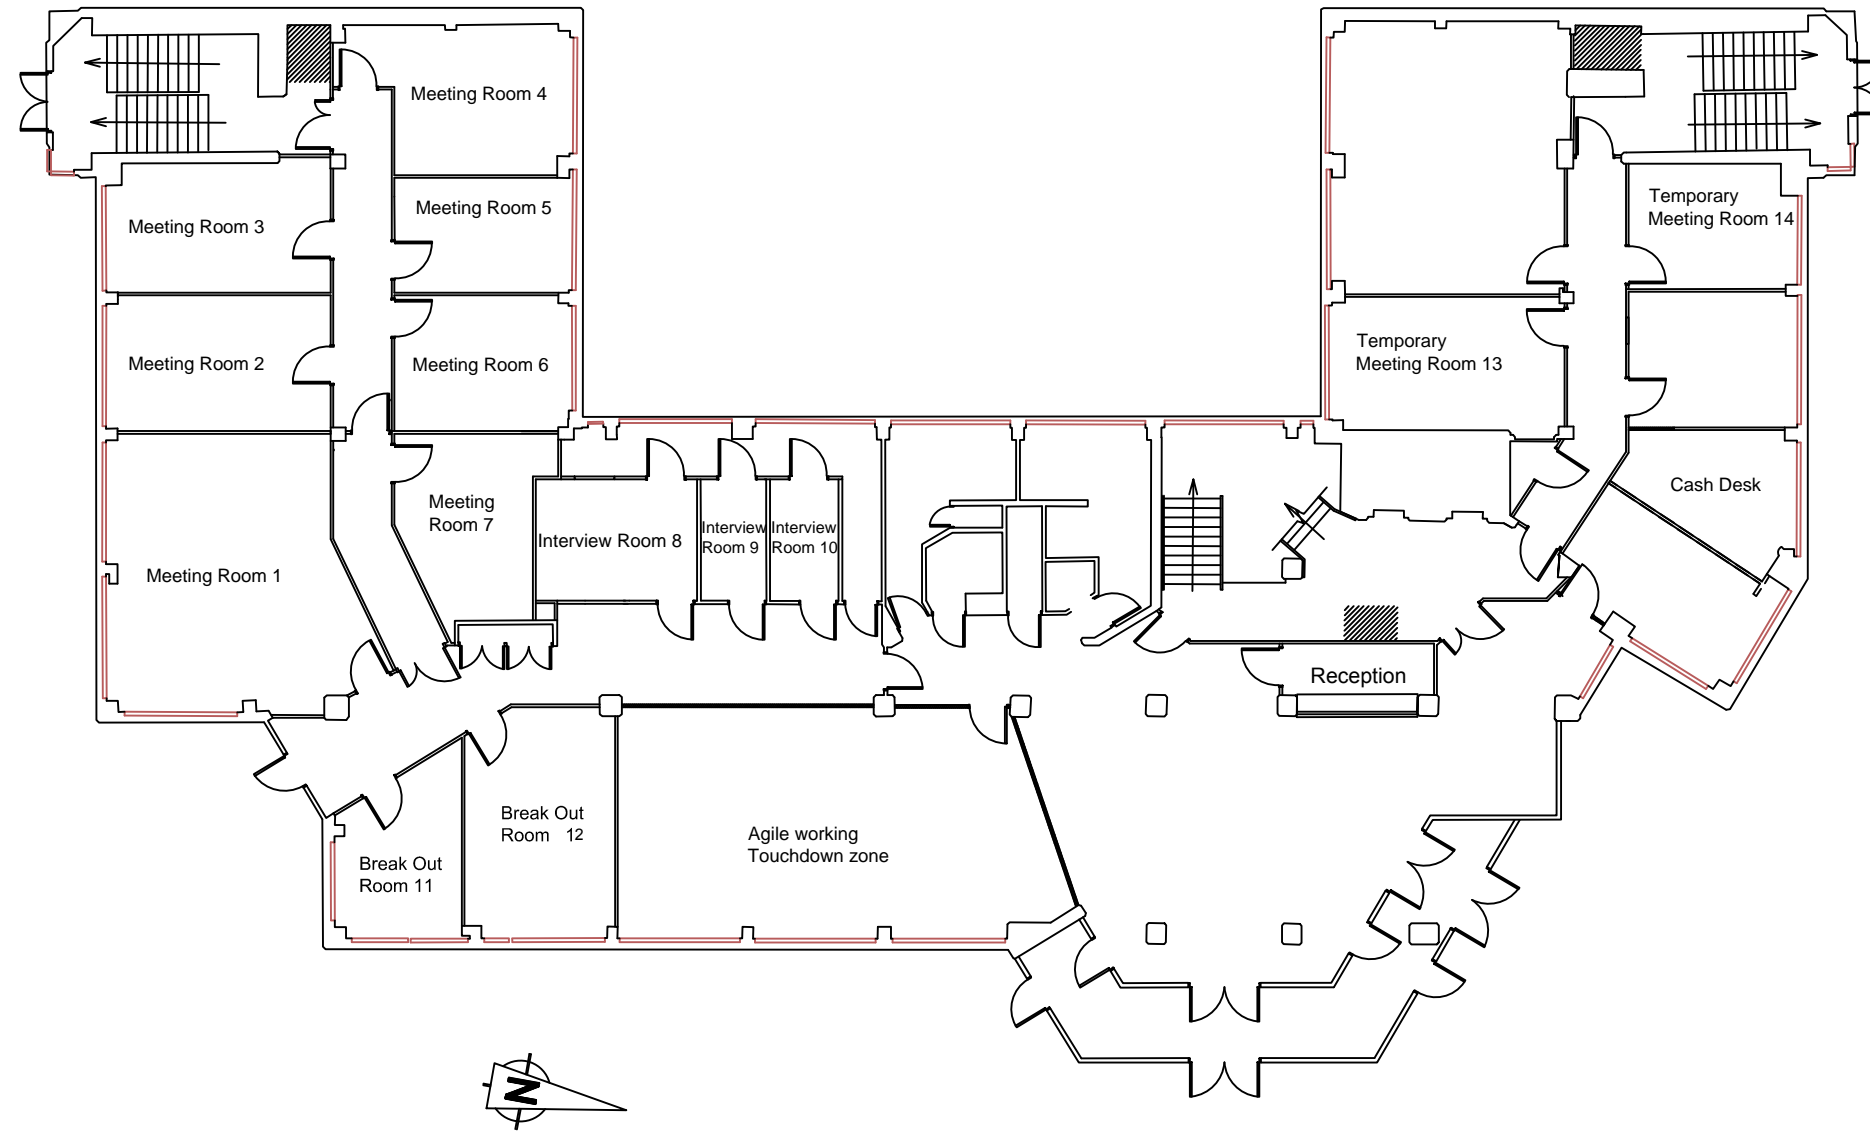 Meeting Room 4
Meeting Room 3
Meeting Room 5
Temporary
Meeting Room 14
Meeting Room 2
Meeting Room 6
Temporary
Meeting Room 13
Meeting
Room 7
Cash Desk
Interview Room 8
Interview
Room 9
Interview
Room 10
Meeting Room 1
Reception
Break Out
Room 12
Agile working
Touchdown zone
Break Out
Room 11
N